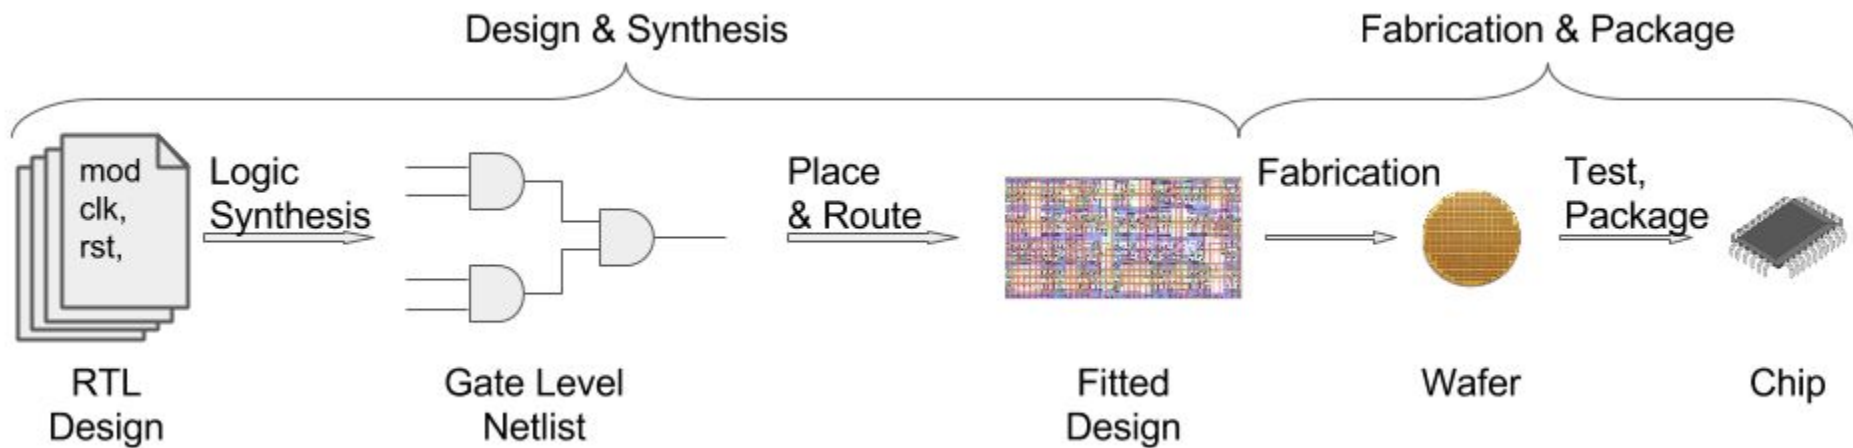 Design & Synthesis
Fabrication & Package
mod
clk,
rst,
Logic
Synthesis
Place
& Route
Fabrication
Test,
Package
RTL
Design
Gate Level
Netlist
Fitted
Design
Wafer
Chip